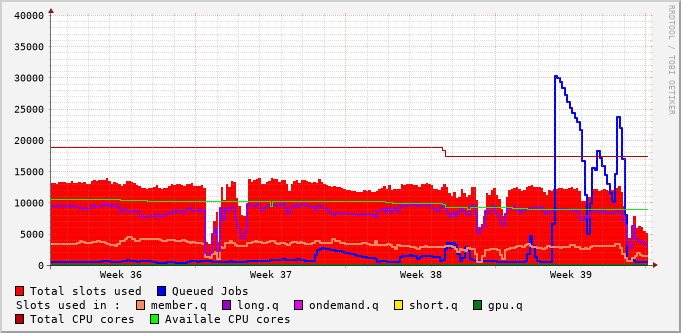 40000
35000
30000
25000
20000
15000
10000
5000
0
Week 36 Week 37 Week 38 Week 39
RRDTOOL / TOBI OETIKER
Total slots used Queued Jobs
Slots used in : member.q long.q ondemand.q short.q gpu.q
Total CPU cores Availale CPU cores